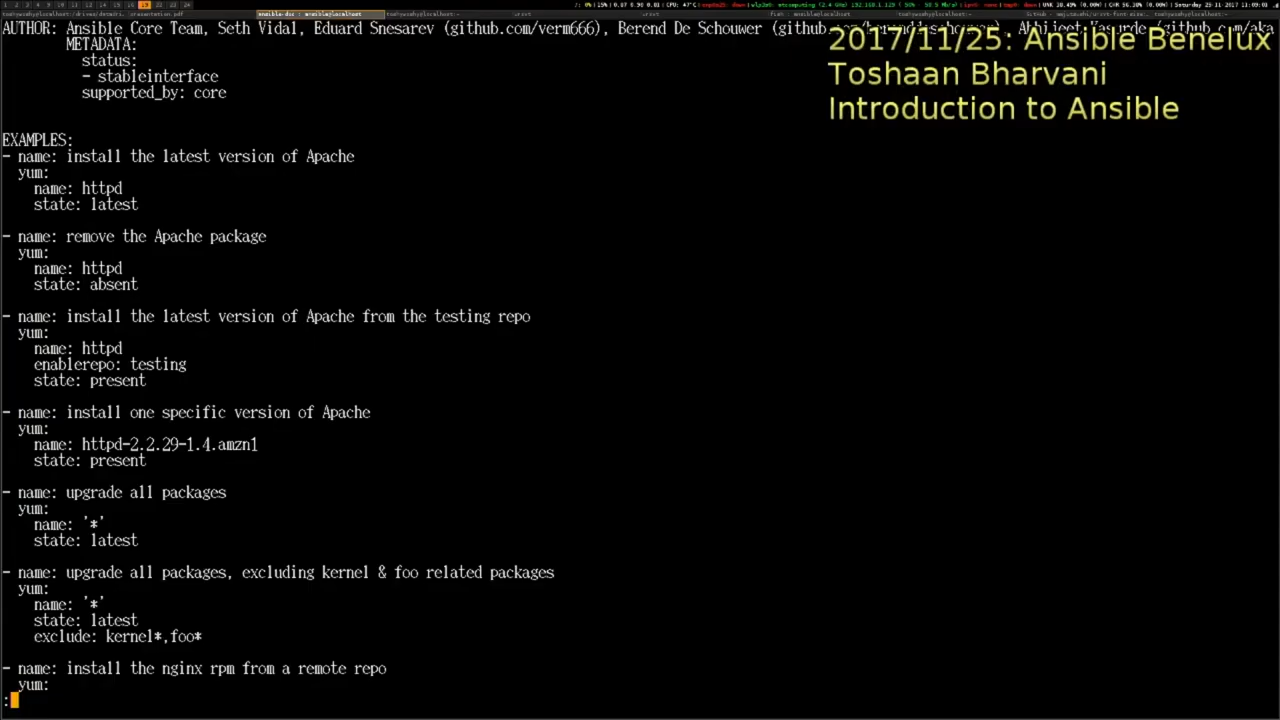 AUTHOR: Ansible Core Team, Seth Vidal, Eduard Snesarev (github.com/verm666), Berend De Schouwer
METADATA:
status:
- stableinterface
supported_by: core
2017/11/25: Ansible Benelux
Toshaan Bharvani
Introduction to Ansible
EXAMPLES:
- name: install the latest version of Apache
yum:
name: httpd
state: latest
- name: remove the Apache package
yum:
name: httpd
state: absent
- name: install the latest version of Apache from the testing repo
yum:
name: httpd
enablerepo: testing
state: present
- name: install one specific version of Apache
yum:
name: httpd-2.2.29-1.4.amzn1
state: present
- name: upgrade all packages
yum:
name: '*'
state: latest
- name: upgrade all packages, excluding kernel & foo related packages
yum:
name: '*'
state: latest
exclude: kernel*,foo*
- name: install the nginx rpm from a remote repo
yum:
: